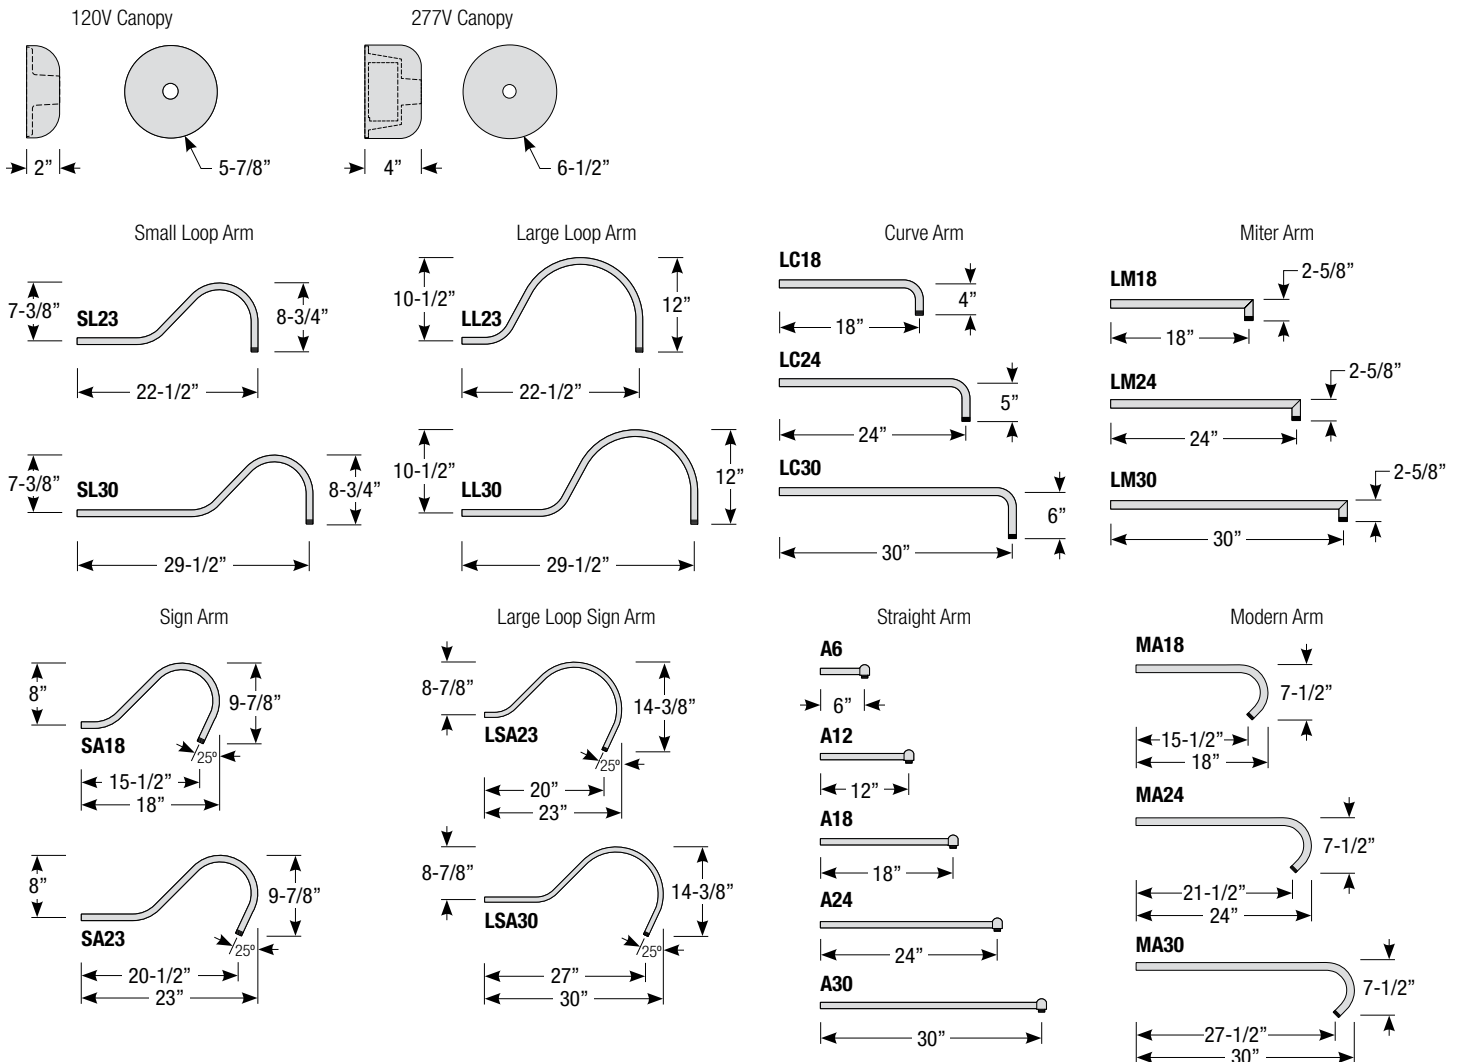 120V Canopy
277V Canopy
2”
5-7/8”
4”
6-1/2”
Small Loop Arm
7-3/8”
SL23
8-3/4”
22-1/2”
7-3/8”
SL30
8-3/4”
29-1/2”
Large Loop Arm
10-1/2”
LL23
12”
22-1/2”
10-1/2”
LL30
12”
29-1/2”
Curve Arm
LC18
4”
18”
LC24
5”
24”
LC30
6”
30”
Miter Arm
LM18
2-5/8”
18”
LM24
2-5/8”
24”
LM30
2-5/8”
30”
Sign Arm
8”
9-7/8”
SA18
25º
15-1/2”
18”
8”
9-7/8”
SA23
25º
20-1/2”
23”
Large Loop Sign Arm
8-7/8”
14-3/8”
LSA23
25º
20”
23”
8-7/8”
14-3/8”
LSA30
25º
27”
30”
Straight Arm
A6
6”
A12
12”
A18
18”
A24
24”
A30
30”
Modern Arm
MA18
7-1/2”
15-1/2”
18”
MA24
7-1/2”
21-1/2”
24”
MA30
7-1/2”
27-1/2”
30”